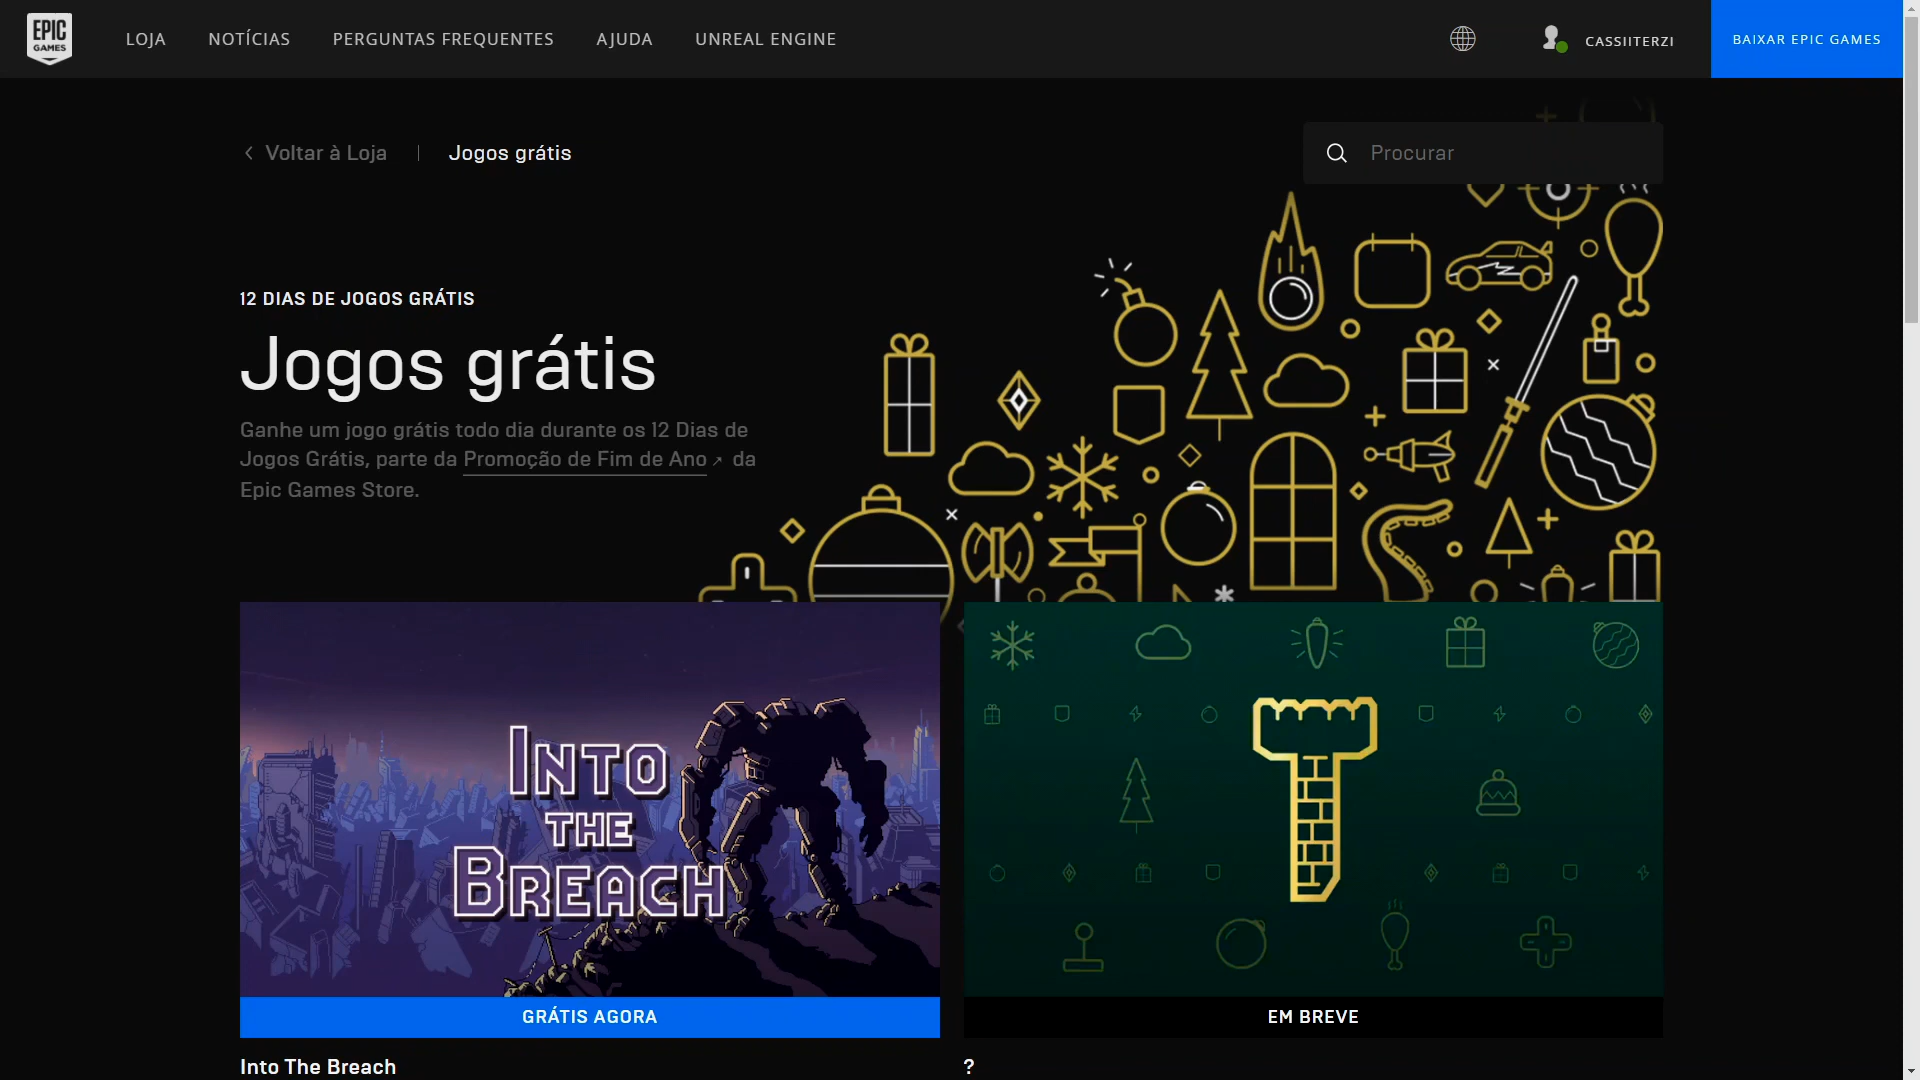 EPIC
GAMES
LOJA
NOTÍCIAS
PERGUNTAS FREQUENTES
AJUDA
UNREAL ENGINE
CASSIITERZI
BAIXAR EPIC GAMES
Voltar à Loja
Jogos grátis
Procurar
12 DIAS DE JOGOS GRÁTIS
Jogos grátis
Ganhe um jogo grátis todo dia durante os 12 Dias de
Jogos Grátis, parte da Promoção de Fim de Ano da
Epic Games Store.
INTO
THE
BREACH
GRÁTIS AGORA
EM BREVE
Into The Breach
?